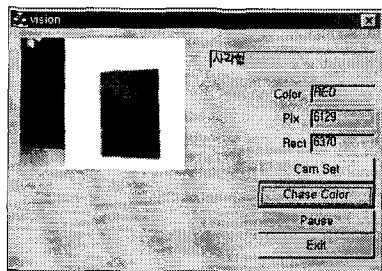 vision
사각형
Color RED
Pix 6129
Rect 6370
Cam Set
Chase Color
Pause
Exit